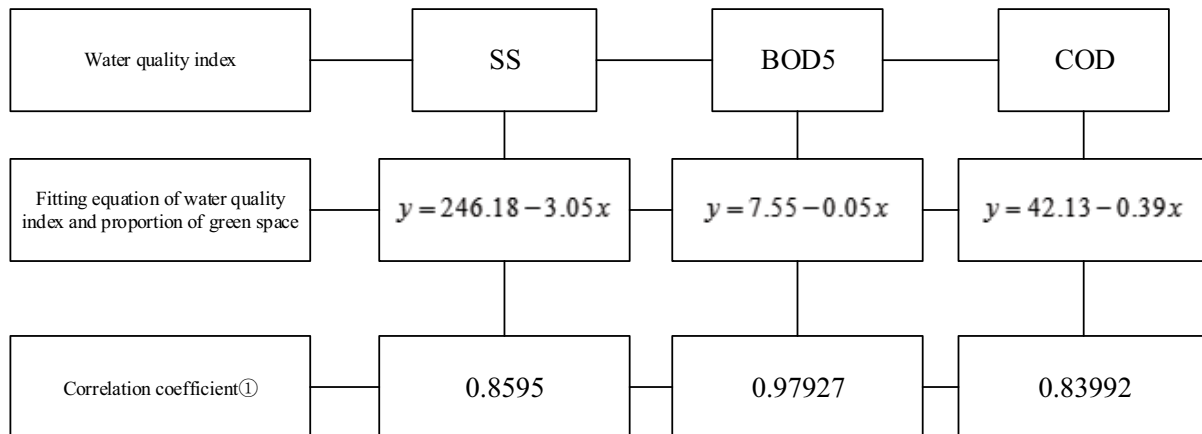 Water quality index
SS
BOD5
COD
Fitting equation of water quality
index and proportion of green space
y = 246.18 − 3.05x
y = 7.55 − 0.05x
y = 42.13 − 0.39x
Correlation coefficient①
0.8595
0.97927
0.83992